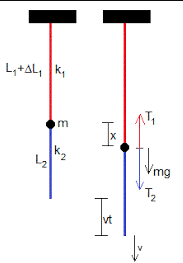 L₁+ΔL₁ k₁
m
x
T₁
L₂ k₂
mg
T₂
vt
v